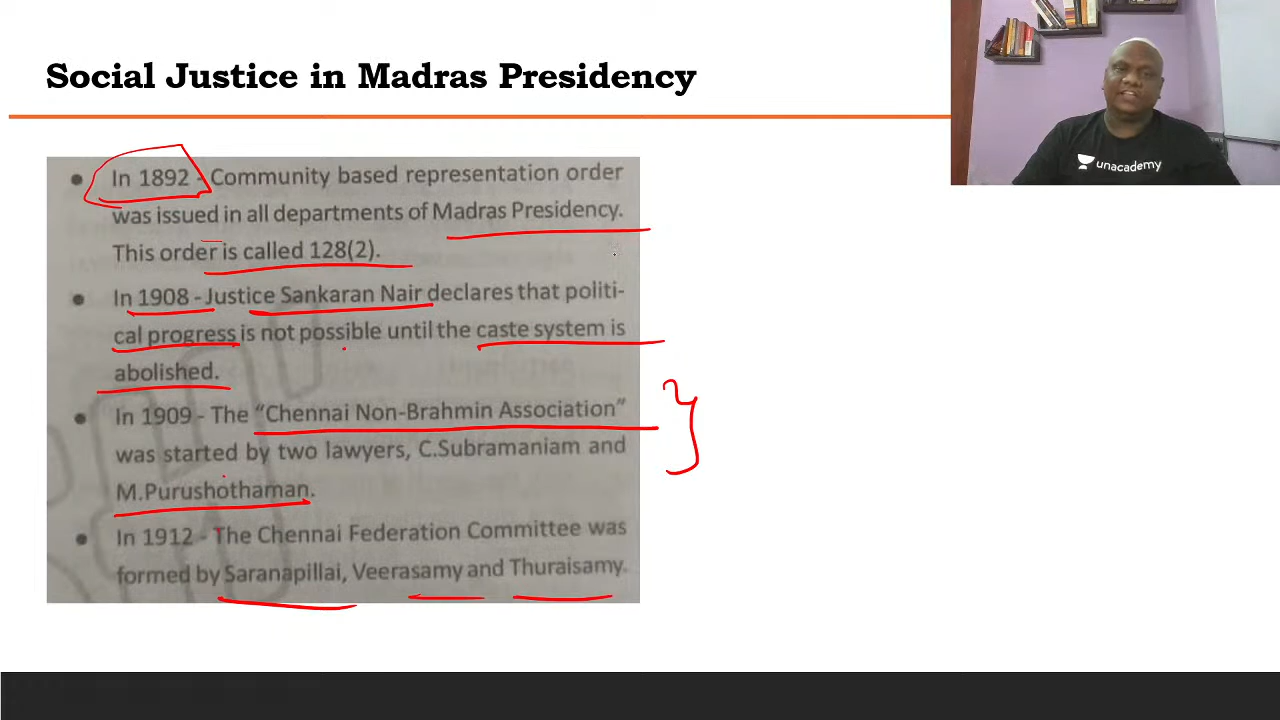 Social Justice in Madras Presidency
unacademy
• In 1892 - Community based representation order
was issued in all departments of Madras Presidency.
This order is called 128(2).
• In 1908 - Justice Sankaran Nair declares that politi-
cal progress is not possible until the caste system is
abolished.
• In 1909 - The “Chennai Non-Brahmin Association”
was started by two lawyers, C.Subramaniam and
M.Purushothaman.
• In 1912 - The Chennai Federation Committee was
formed by Saranapillai, Veerasamy and Thuraisamy.